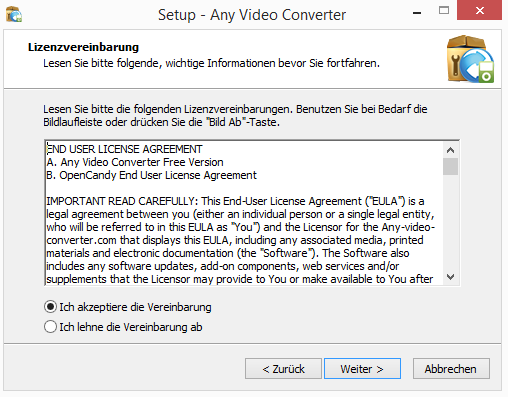 Setup - Any Video Converter
Lizenzvereinbarung
Lesen Sie bitte folgende, wichtige Informationen bevor Sie fortfahren.
Lesen Sie bitte die folgenden Lizenzvereinbarungen. Benutzen Sie bei Bedarf die
Bildlaufleiste oder drücken Sie die "Bild Ab"-Taste.
END USER LICENSE AGREEMENT
A. Any Video Converter Free Version
B. OpenCandy End User License Agreement
IMPORTANT READ CAREFULLY: This End-User License Agreement ("EULA") is a
legal agreement between you (either an individual person or a single legal entity,
who will be referred to in this EULA as "You") and the Licensor for the Any-video-
converter.com that displays this EULA, including any associated media, printed
materials and electronic documentation (the "Software"). The Software also
includes any software updates, add-on components, web services and/or
supplements that the Licensor may provide to You or make available to You after
Ich akzeptiere die Vereinbarung
Ich lehne die Vereinbarung ab
< Zurück
Weiter >
Abbrechen